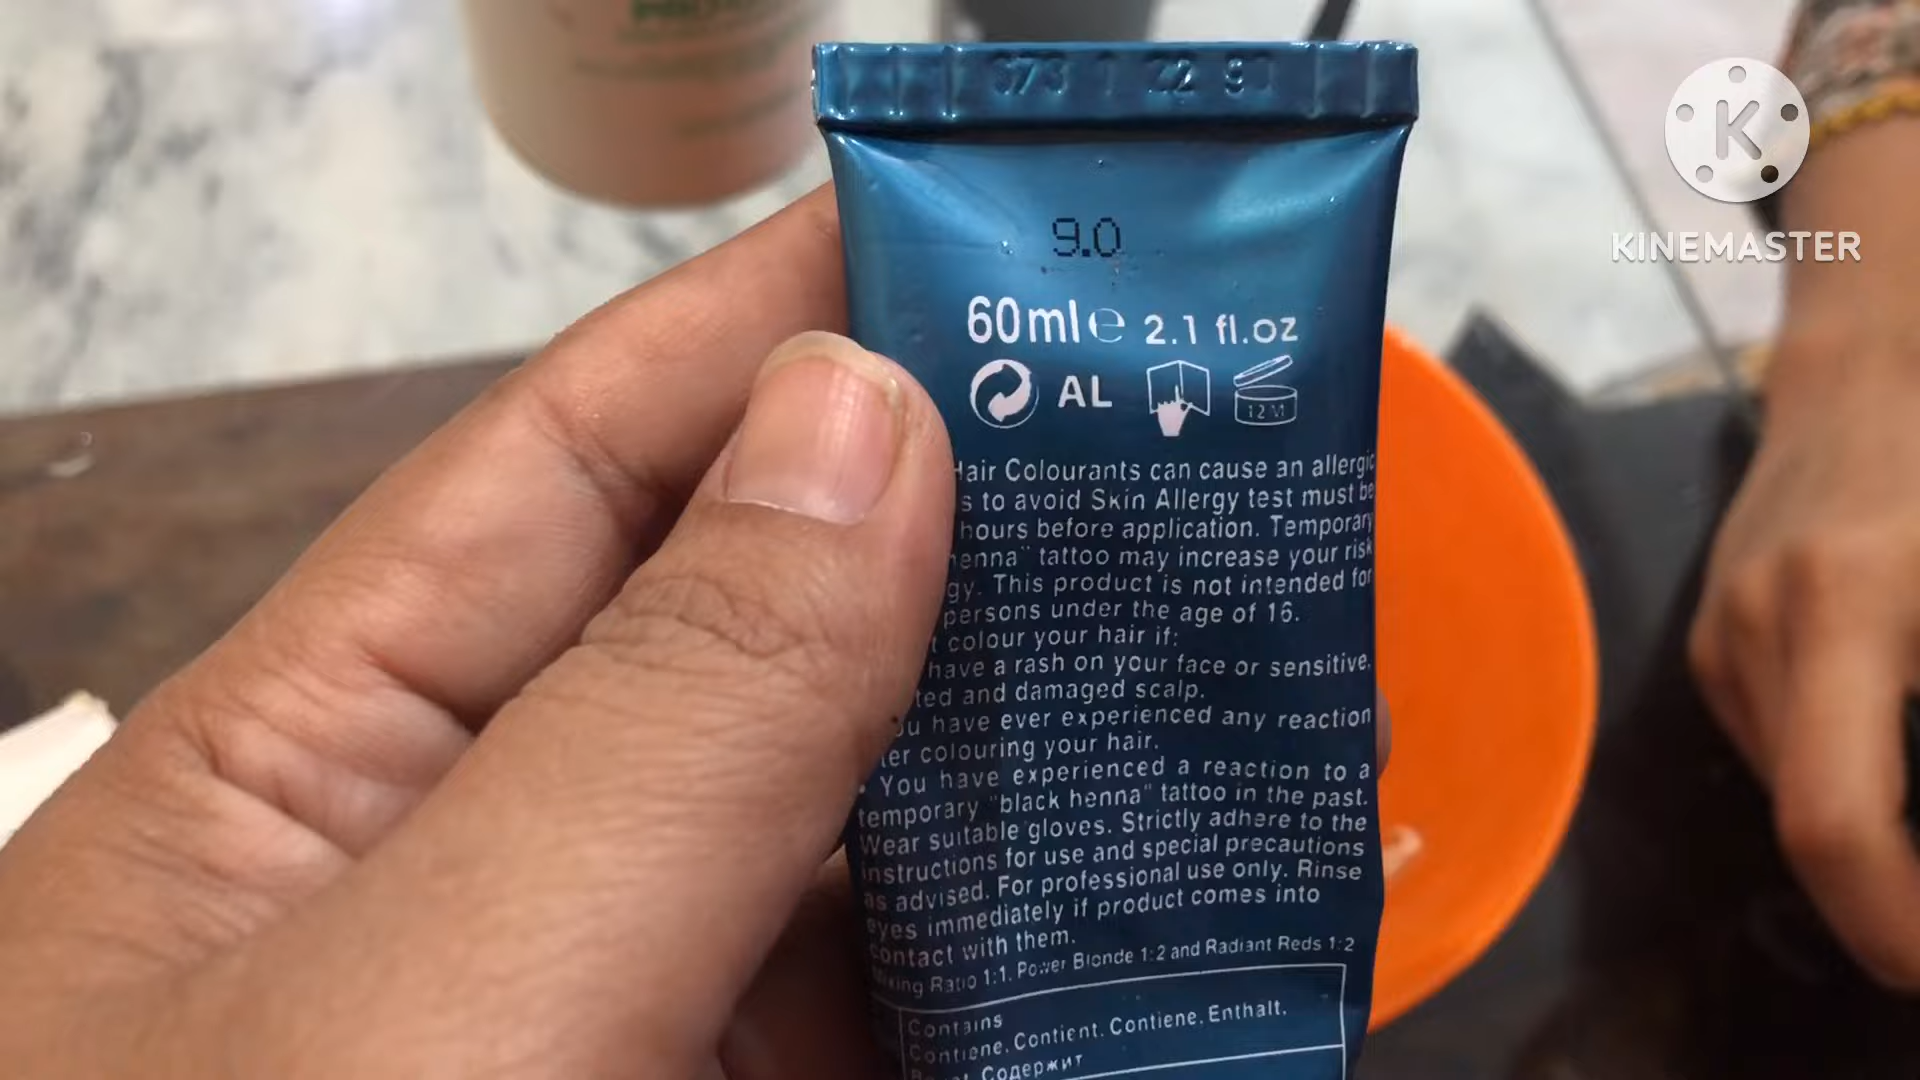 9.0
60ml e 2.1 fl.oz
AL
12 M
KINEMASTER
Hair Colourants can cause an allergic
to avoid Skin Allergy test must be
hours before application. Temporary
henna" tattoo may increase your risk
This product is not intended for
persons under the age of 16.
colour your hair if:
have a rash on your face or sensitive,
and damaged scalp.
have ever experienced any reaction
colouring your hair.
• You have experienced a reaction to a
temporary "black henna" tattoo in the past.
Wear suitable gloves. Strictly adhere to the
instructions for use and special precautions
as advised. For professional use only. Rinse
eyes immediately if product comes into
contact with them.
Mixing Ratio 1:1, Power Blonde 1:2 and Radiant Reds 1:2
Contains
Contiene. Contient. Contiene. Enthalt.
Содержит